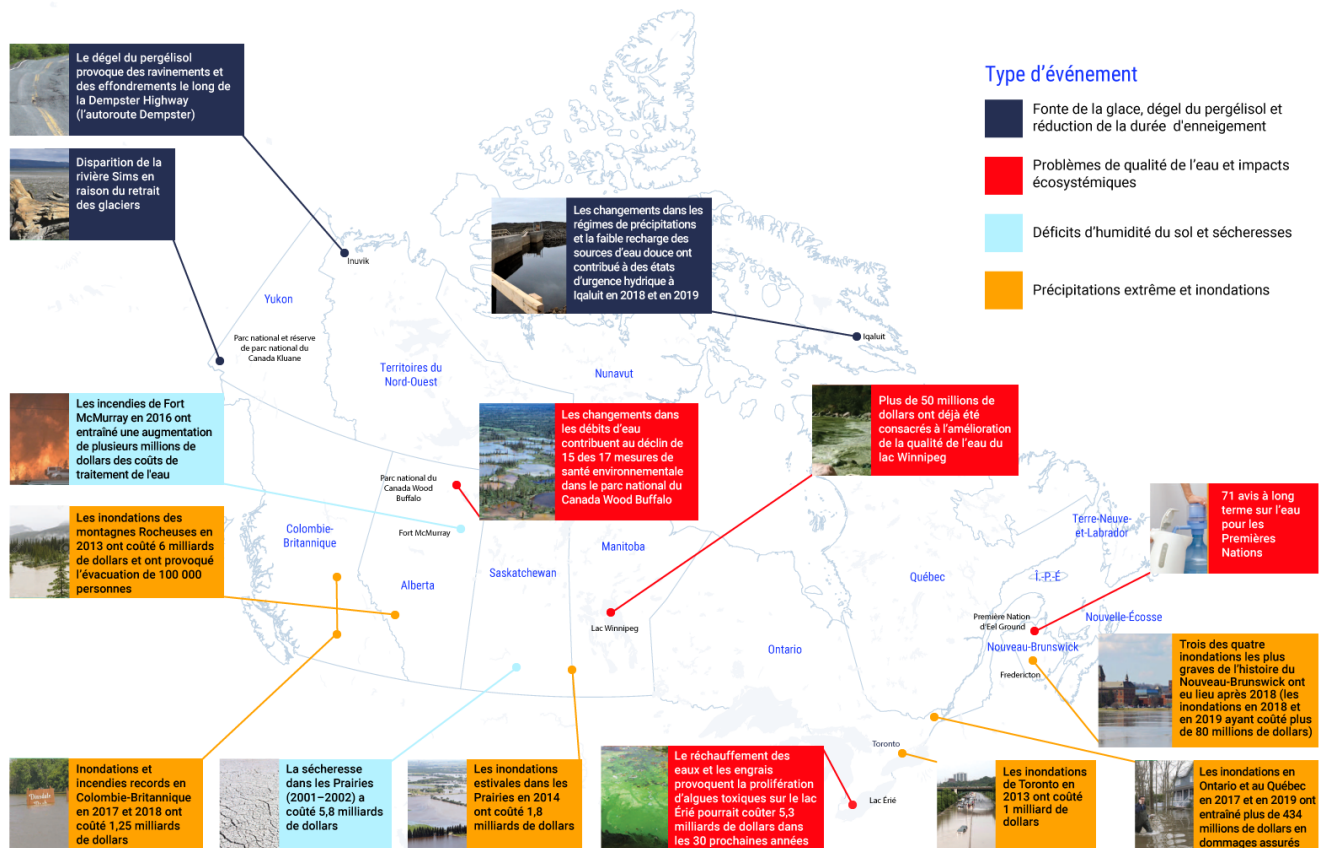 Le dégel du pergélisol
provoque des ravinements et
des effondrements le long de
la Dempster Highway
(l'autoroute Dempster)
Disparition de la
rivière Sims en
raison du retrait
des glaciers
Les changements dans les
régimes de précipitations
et la faible recharge des
sources d'eau douce ont
contribué à des états
d'urgence hydrique à
Iqaluit en 2018 et en 2019
Type d'événement
Fonte de la glace, dégel du pergélisol et
réduction de la durée d'enneigement
Problèmes de qualité de l'eau et impacts
écosystémiques
Déficits d'humidité du sol et sécheresses
Précipitations extrême et inondations
Inuvik
Yukon
Parc national et réserve
de parc national du
Canada Kluane
Territoires du
Nord-Ouest
Nunavut
Iqaluit
Les incendies de Fort
McMurray en 2016 ont
entraîné une augmentation
de plusieurs millions de
dollars des coûts de
traitement de l'eau
Les changements dans
les débits d'eau
contribuent au déclin de
15 des 17 mesures de
santé environnementale
dans le parc national du
Canada Wood Buffalo
Plus de 50 millions de
dollars ont déjà été
consacrés à l'amélioration
de la qualité de l'eau du
lac Winnipeg
71 avis à long
terme sur l'eau
pour les
Premières
Nations
Parc national du
Canada Wood
Buffalo
Fort McMurray
Les inondations des
montagnes Rocheuses en
2013 ont coûté 6 milliards
de dollars et ont provoqué
l'évacuation de 100 000
personnes
Colombie-
Britannique
Alberta
Saskatchewan
Manitoba
Lac Winnipeg
Ontario
Québec
Terre-Neuve-
et-Labrador
Î.-P.-É
Première Nation
d'Eel Ground
Nouvelle-Écosse
Nouveau-Brunswick
Fredericton
Trois des quatre
inondations les plus
graves de l'histoire du
Nouveau-Brunswick ont
eu lieu après 2018 (les
inondations en 2018 et
en 2019 ayant coûté plus
de 80 millions de dollars)
Inondations et
incendies records en
Colombie-Britannique
en 2017 et 2018 ont
coûté 1,25 milliards
de dollars
La sécheresse
dans les Prairies
(2001–2002) a
coûté 5,8 milliards
de dollars
Les inondations
estivales dans les
Prairies en 2014
ont coûté 1,8
milliards de dollars
Le réchauffement des
eaux et les engrais
provoquent la prolifération
d'algues toxiques sur le lac
Érié pourrait coûter 5,3
milliards de dollars dans
les 30 prochaines années
Lac Érié
Toronto
Les inondations
de Toronto en
2013 ont coûté
1 milliard de
dollars
Les inondations en
Ontario et au Québec
en 2017 et en 2019 ont
entraîné plus de 434
millions de dollars en
dommages assurés